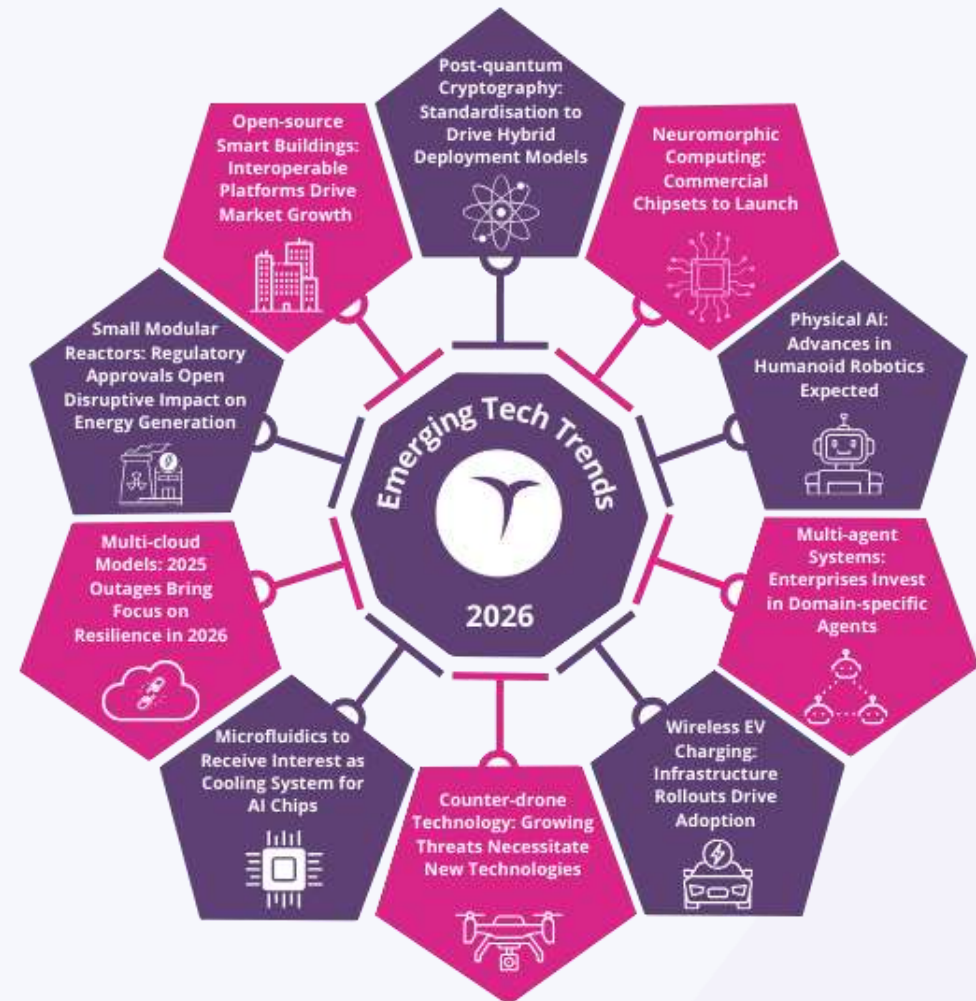 Post-quantum
Cryptography:
Standardisation to
Drive Hybrid
Deployment Models
Neuromorphic
Computing:
Commercial
Chipsets to Launch
Physical AI:
Advances in
Humanoid Robotics
Expected
Multi-agent
Systems:
Enterprises Invest
in Domain-specific
Agents
Wireless EV
Charging:
Infrastructure
Rollouts Drive
Adoption
Counter-drone
Technology: Growing
Threats Necessitate
New Technologies
Microfluidics to
Receive Interest as
Cooling System for
AI Chips
Multi-cloud
Models: 2025
Outages Bring
Focus on
Resilience in 2026
Small Modular
Reactors: Regulatory
Approvals Open
Disruptive Impact on
Energy Generation
Open-source
Smart Buildings:
Interoperable
Platforms Drive
Market Growth
Emerging Tech Trends
2026